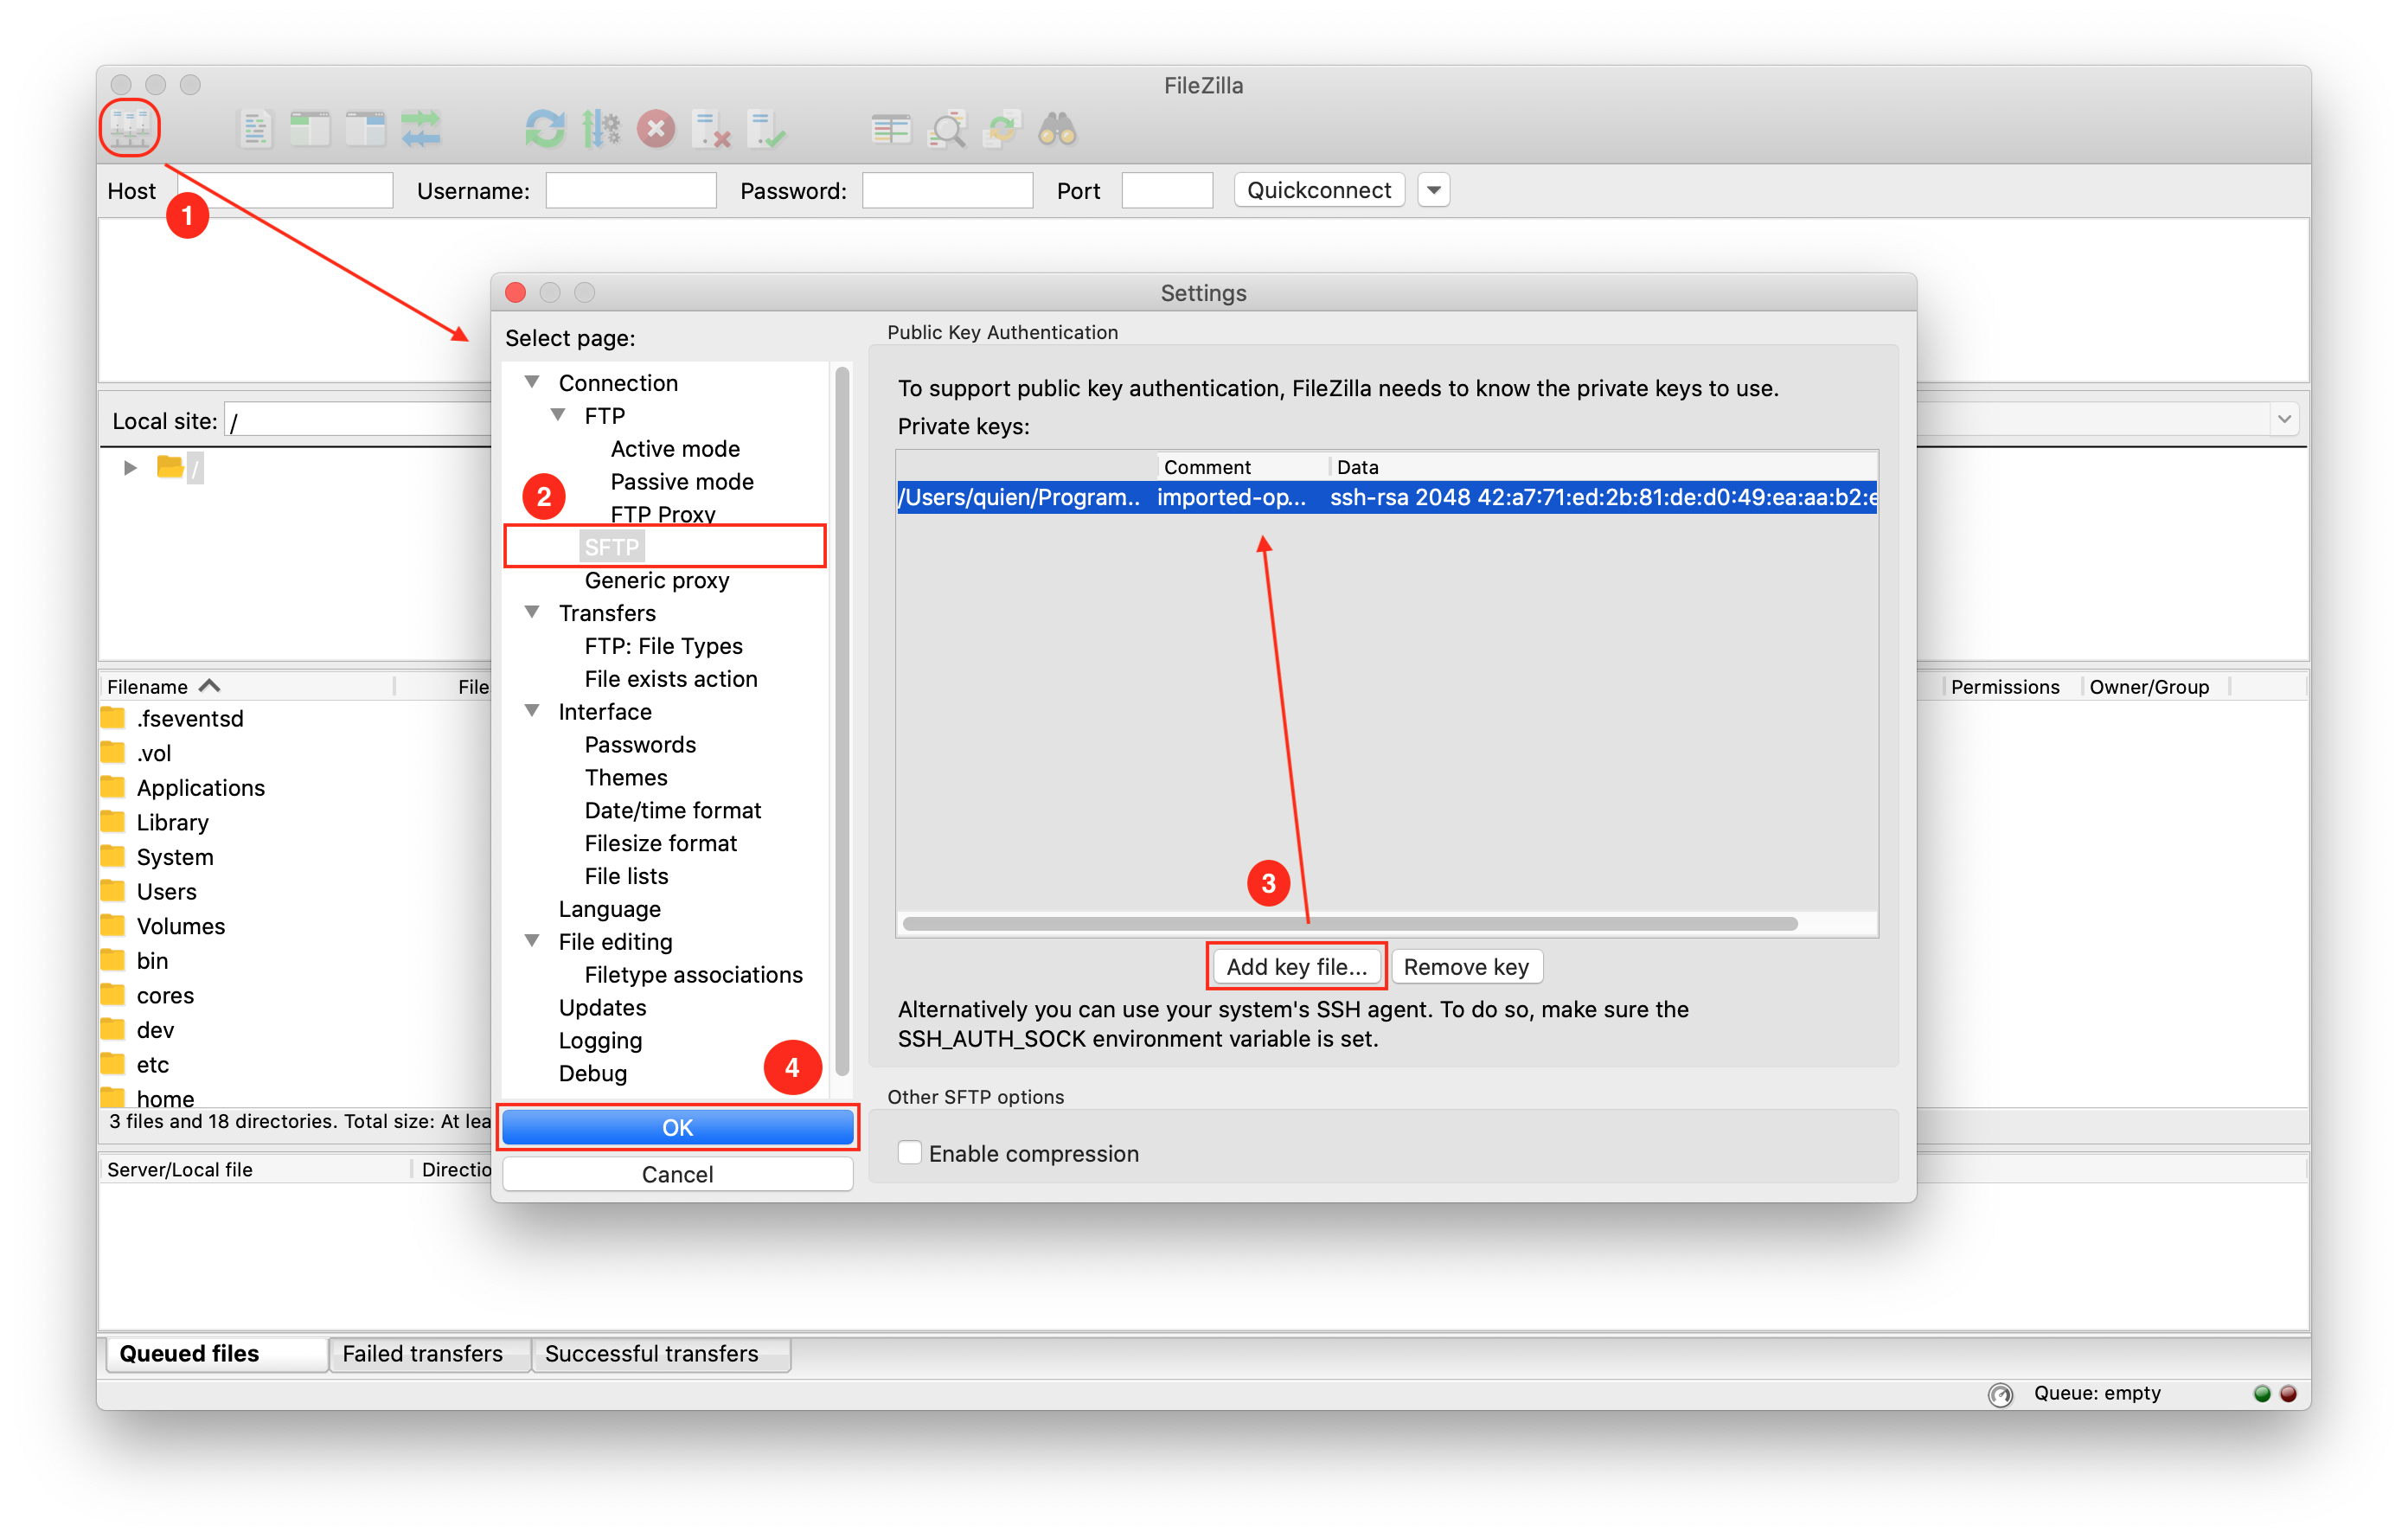 FileZilla
Host
Username:
Password:
Port
Quickconnect
1
Settings
Select page:
Connection
FTP
Active mode
Passive mode
2
FTP Proxy
SFTP
Generic proxy
Transfers
FTP: File Types
File exists action
Interface
Passwords
Themes
Date/time format
Filesize format
File lists
Language
File editing
Filetype associations
Updates
Logging
Debug
4
OK
Cancel
Public Key Authentication
To support public key authentication, FileZilla needs to know the private keys to use.
Private keys:
Comment Data
/Users/quien/Program.. imported-op... ssh-rsa 2048 42:a7:71:ed:2b:81:de:d0:49:ea:aa:b2:e
3
Add key file... Remove key
Alternatively you can use your system's SSH agent. To do so, make sure the
SSH_AUTH_SOCK environment variable is set.
Other SFTP options
Enable compression
Local site: /
/
Filename File
Permissions Owner/Group
.fseventsd
.vol
Applications
Library
System
Users
Volumes
bin
cores
dev
etc
home
3 files and 18 directories. Total size: At lea
Server/Local file Directio
Queued files Failed transfers Successful transfers
Queue: empty